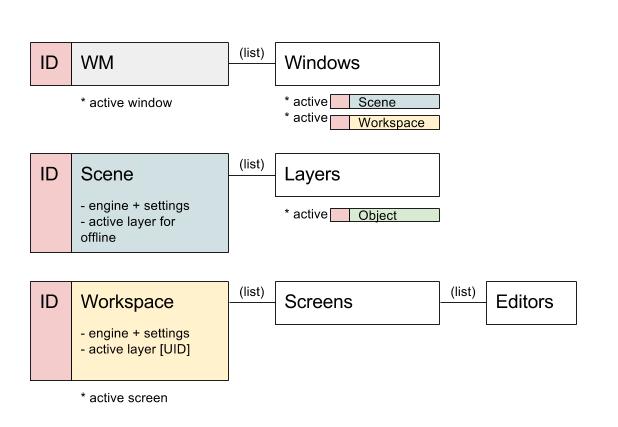 ID WM (list) Windows
* active window
* active Scene
* active Workspace
ID Scene (list) Layers
- engine + settings
- active layer for
offline
* active Object
ID Workspace (list) Screens (list) Editors
- engine + settings
- active layer [UID]
* active screen